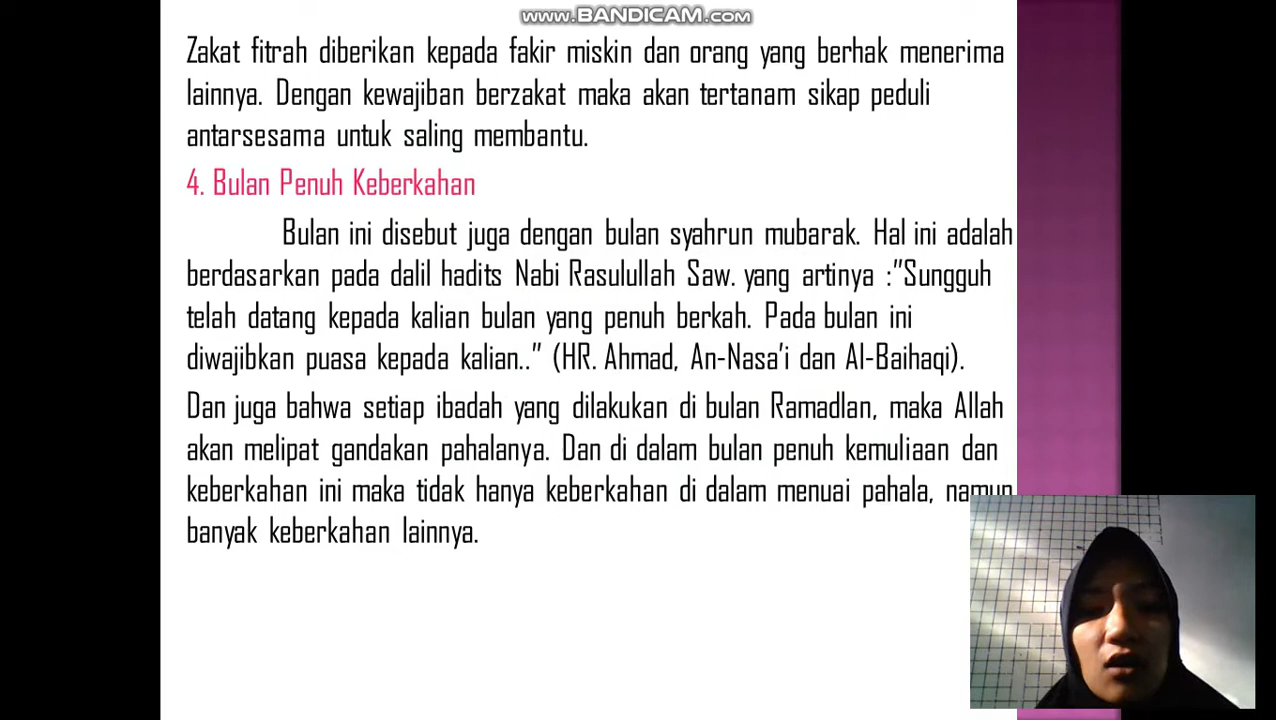 www.BANDICAM.com
Zakat fitrah diberikan kepada fakir miskin dan orang yang berhak menerima
lainnya. Dengan kewajiban berzakat maka akan tertanam sikap peduli
antarsesama untuk saling membantu.
4. Bulan Penuh Keberkahan
Bulan ini disebut juga dengan bulan syahrun mubarak. Hal ini adalah
berdasarkan pada dalil hadits Nabi Rasulullah Saw. yang artinya :"Sungguh
telah datang kepada kalian bulan yang penuh berkah. Pada bulan ini
diwajibkan puasa kepada kalian.." (HR. Ahmad, An-Nasa'i dan Al-Baihaqi).
Dan juga bahwa setiap ibadah yang dilakukan di bulan Ramadlan, maka Allah
akan melipat gandakan pahalanya. Dan di dalam bulan penuh kemuliaan dan
keberkahan ini maka tidak hanya keberkahan di dalam menuai pahala, namun
banyak keberkahan lainnya.